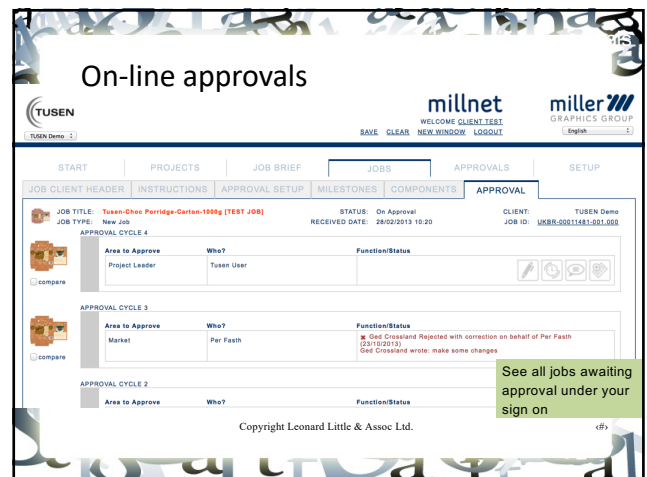 On-line approvals
TUSEN
TUSEN Demo
millnet
WELCOME CLIENT TEST
SAVE CLEAR NEW WINDOW LOGOUT
miller
GRAPHICS GROUP
English
START PROJECTS JOB BRIEF JOBS APPROVALS SETUP
JOB CLIENT HEADER INSTRUCTIONS APPROVAL SETUP MILESTONES COMPONENTS APPROVAL
JOB TITLE: Tusen-Choc Porridge-Carton-1000g [TEST JOB] STATUS: On Approval CLIENT: TUSEN Demo
JOB TYPE: New Job RECEIVED DATE: 28/02/2013 10:20 JOB ID: UKBR-00011481-001.000
APPROVAL CYCLE 4
Area to Approve Who? Function/Status
Project Leader Tusen User
compare
APPROVAL CYCLE 3
Area to Approve Who? Function/Status
Market Per Fasth Ged Crossland Rejected with correction on behalf of Per Fasth
(23/10/2013)
Ged Crossland wrote: make some changes
compare
APPROVAL CYCLE 2
Area to Approve Who? Function/Status
See all jobs awaiting
approval under your
sign on
Copyright Leonard Little & Assoc Ltd. ‹#›